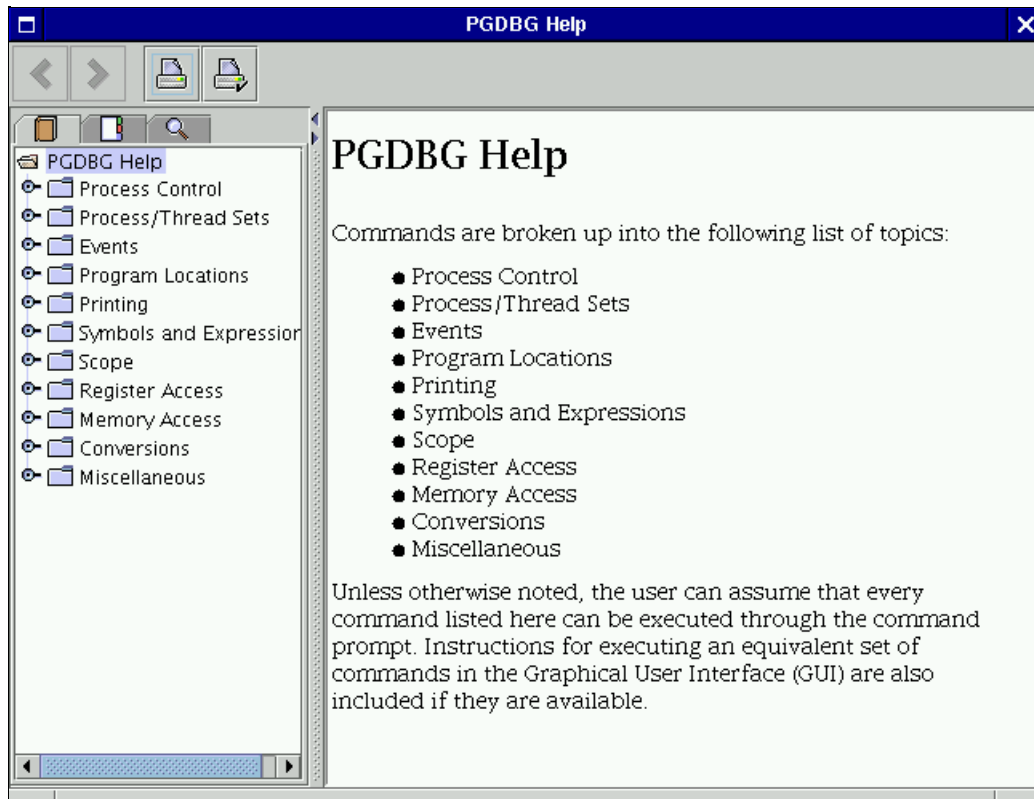 PGDBG Help
PGDBG Help
Process Control
Process/Thread Sets
Events
Program Locations
Printing
Symbols and Expression
Scope
Register Access
Memory Access
Conversions
Miscellaneous
PGDBG Help
Commands are broken up into the following list of topics:
Process Control
Process/Thread Sets
Events
Program Locations
Printing
Symbols and Expressions
Scope
Register Access
Memory Access
Conversions
Miscellaneous
Unless otherwise noted, the user can assume that every
command listed here can be executed through the command
prompt. Instructions for executing an equivalent set of
commands in the Graphical User Interface (GUI) are also
included if they are available.